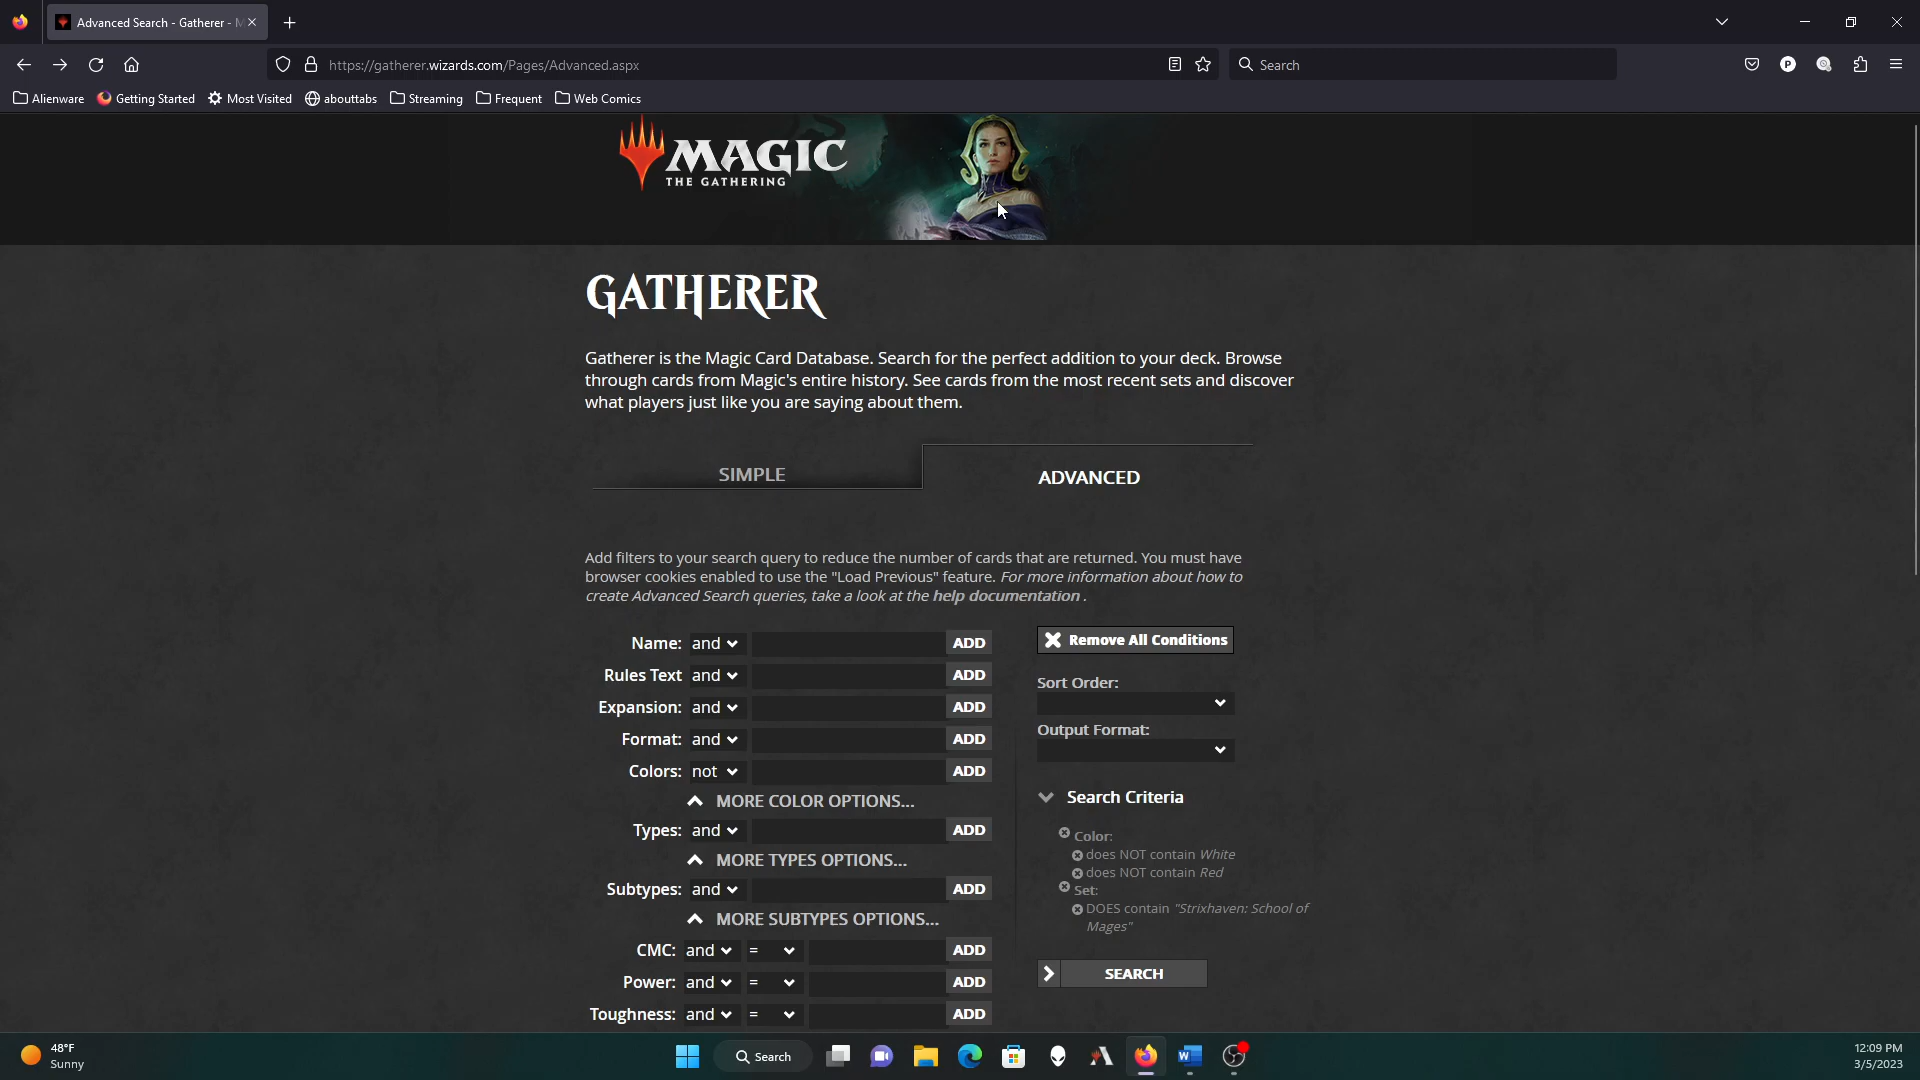 Advanced Search - Gatherer - M
https://gatherer.wizards.com/Pages/Advanced.aspx
Search
Alienware
Getting Started
Most Visited
abouttabs
Streaming
Frequent
Web Comics
MAGIC
THE GATHERING
GATHERER
Gatherer is the Magic Card Database. Search for the perfect addition to your deck. Browse
through cards from Magic's entire history. See cards from the most recent sets and discover
what players just like you are saying about them.
SIMPLE
ADVANCED
Add filters to your search query to reduce the number of cards that are returned. You must have
browser cookies enabled to use the "Load Previous" feature. For more information about how to
create Advanced Search queries, take a look at the help documentation .
Name: and ADD
Rules Text and ADD
Expansion: and ADD
Format: and ADD
Colors: not ADD
MORE COLOR OPTIONS...
Types: and ADD
MORE TYPES OPTIONS...
Subtypes: and ADD
MORE SUBTYPES OPTIONS...
CMC: and = ADD
Power: and = ADD
Toughness: and = ADD
Remove All Conditions
Sort Order:
Output Format:
Search Criteria
Color:
does NOT contain White
does NOT contain Red
Set:
DOES contain "Strixhaven: School of
Mages"
SEARCH
48°F
Sunny
Search
12:09 PM
3/5/2023